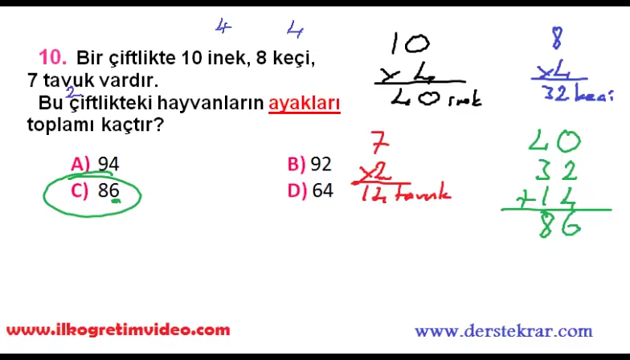 4 4
10. Bir çiftlikte 10 inek, 8 keçi,
7 tavuk vardır.
2
Bu çiftlikteki hayvanların ayakları
toplamı kaçtır?
A) 94 B) 92
C) 86 D) 64
10
x 4
40 inek
8
x4
32 keçi
7
x2
14 tavuk
40
32
+14
86
www.ilkogretimvideo.com
www.derstekrar.com